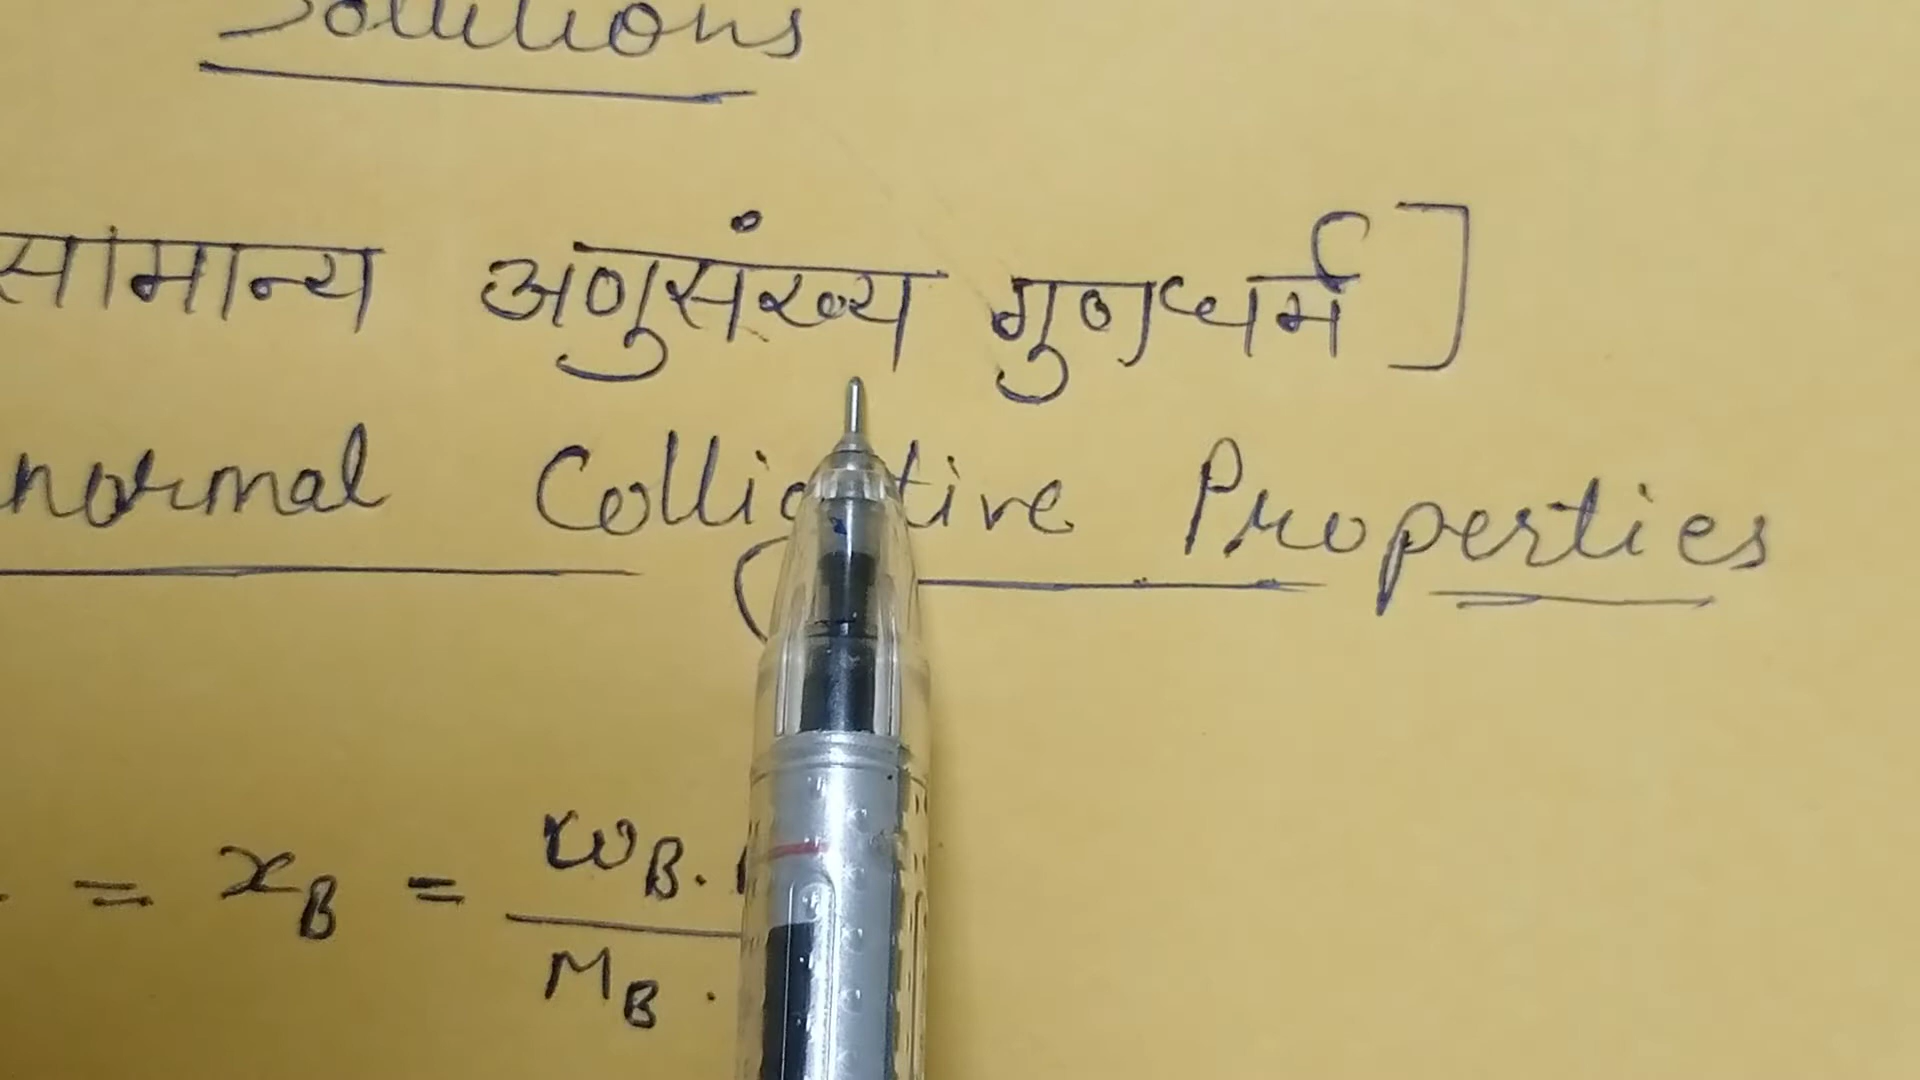 Solutions
सामान्य अणुसंख्य गुणधर्म]
normal Colligative Properties
= xB = wB.
MB .